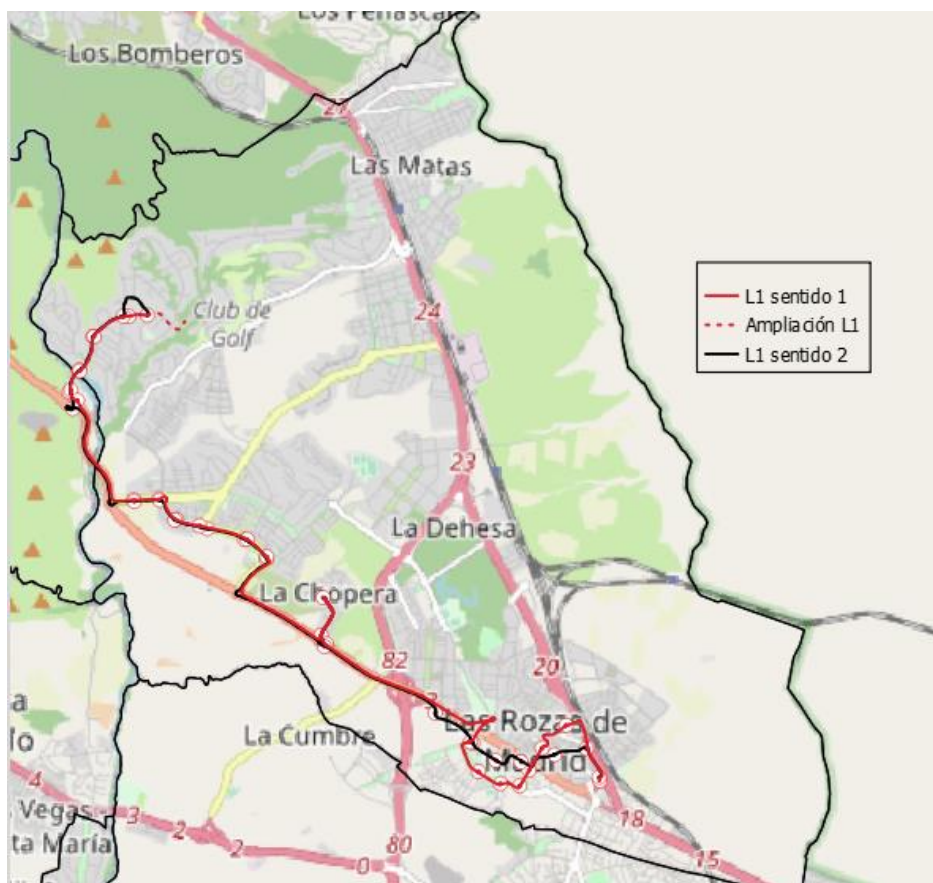 Los Peñascales
Los Bomberos
27
Las Matas
L1 sentido 1
Ampliación L1
L1 sentido 2
Club de
Golf
24
23
La Dehesa
La Chopera
82
20
Las Rozas de
Madrid
La Cumbre
lo
4
3
2
2
0
80
18
15
Vegas
ta María